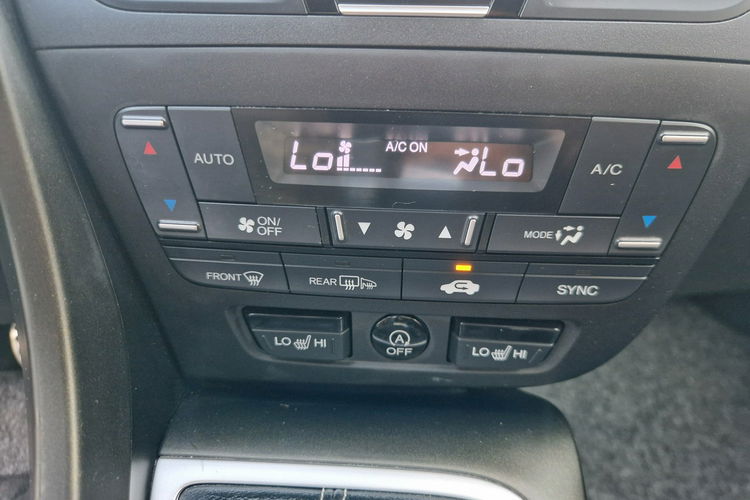 A/C ON
Lo Lo
AUTO
A/C
ON/
OFF
MODE
FRONT
REAR
SYNC
LO HI
A
OFF
LO HI